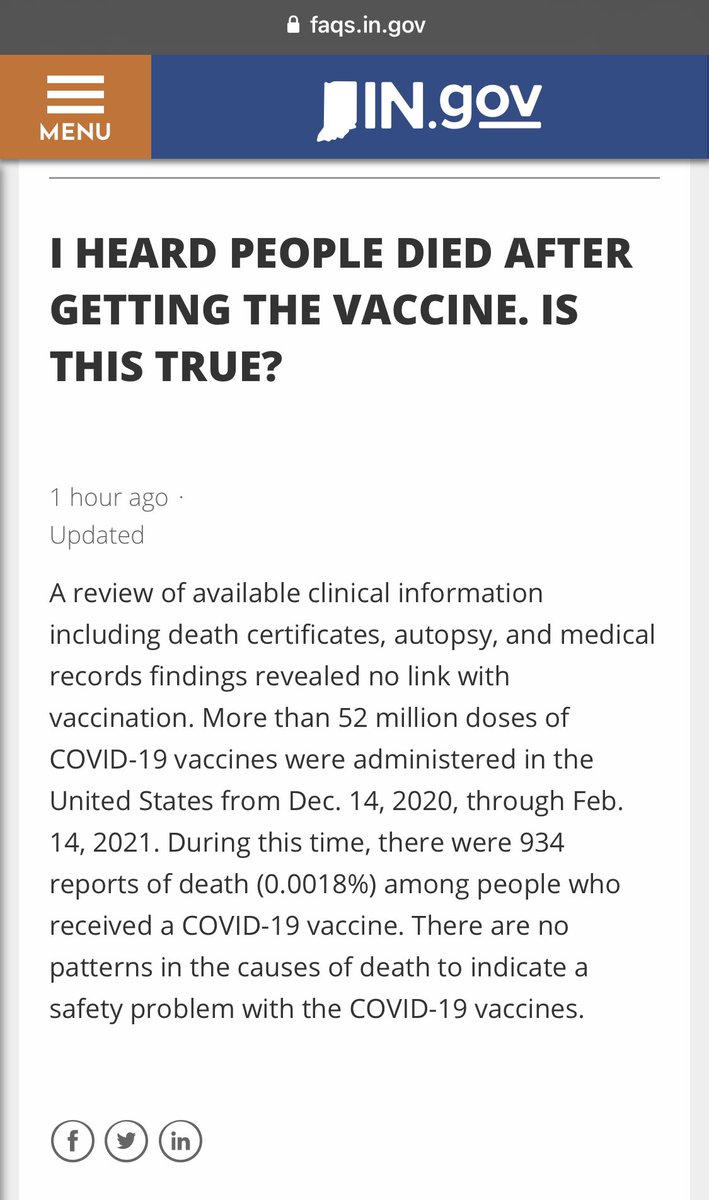 faqs.in.gov
MENU
IN.gov
I HEARD PEOPLE DIED AFTER
GETTING THE VACCINE. IS
THIS TRUE?
1 hour ago ·
Updated
A review of available clinical information
including death certificates, autopsy, and medical
records findings revealed no link with
vaccination. More than 52 million doses of
COVID-19 vaccines were administered in the
United States from Dec. 14, 2020, through Feb.
14, 2021. During this time, there were 934
reports of death (0.0018%) among people who
received a COVID-19 vaccine. There are no
patterns in the causes of death to indicate a
safety problem with the COVID-19 vaccines.
f in